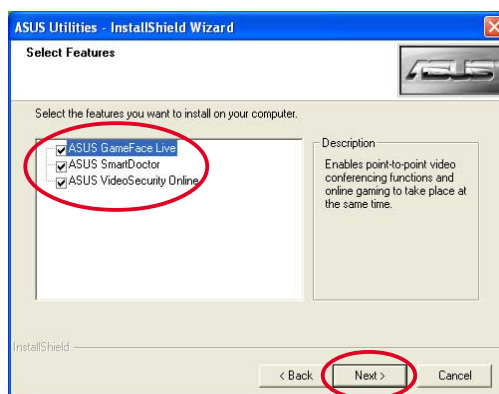 ASUS Utilities - InstallShield Wizard
Select Features
ASUS
Select the features you want to install on your computer.
ASUS GameFace Live
ASUS SmartDoctor
ASUS VideoSecurity Online
Description
Enables point-to-point video
conferencing functions and
online gaming to take place at
the same time.
InstallShield
< Back
Next >
Cancel